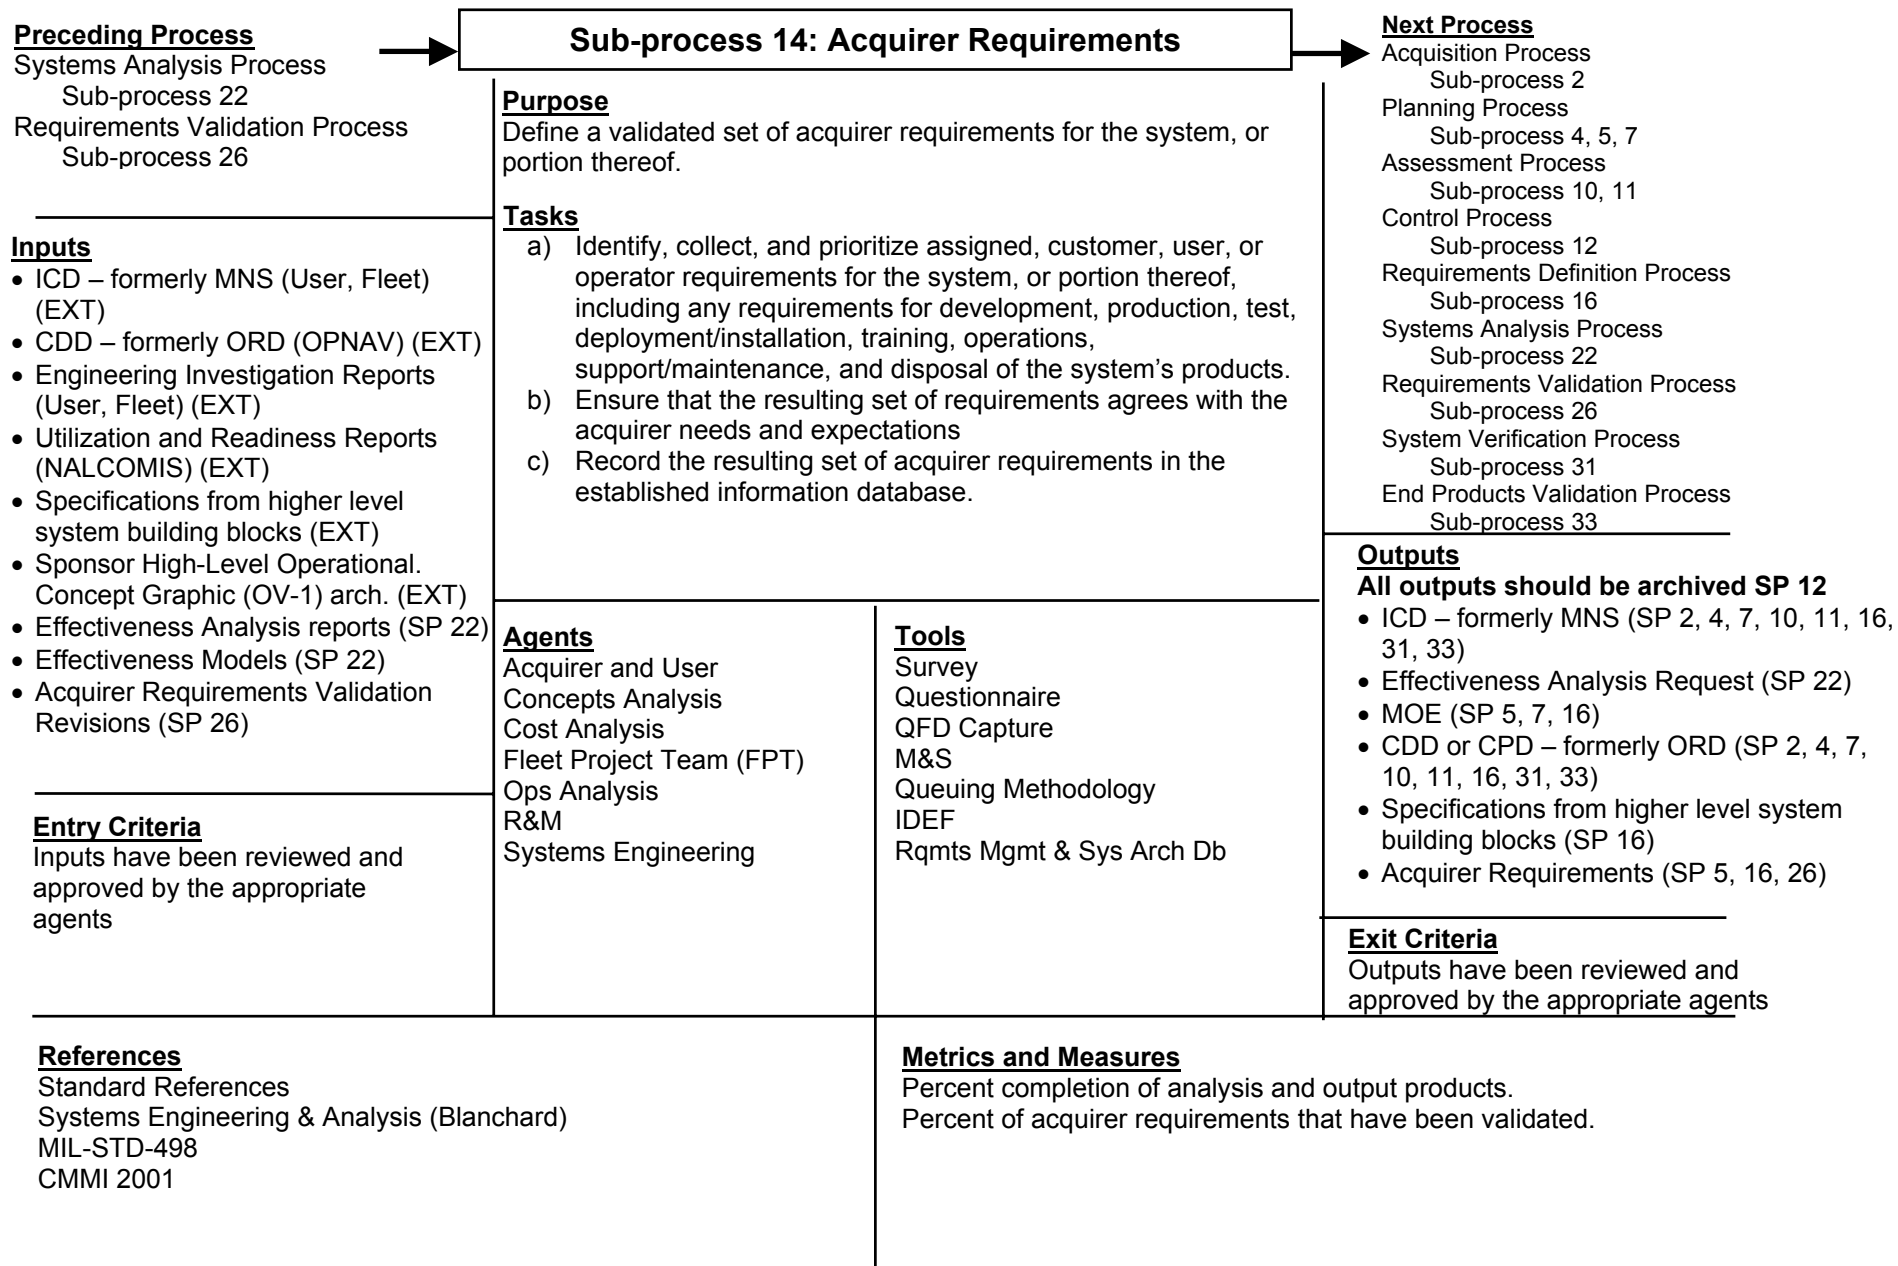 Preceding Process
Systems Analysis Process
Sub-process 22
Requirements Validation Process
Sub-process 26
Sub-process 14: Acquirer Requirements
Next Process
Acquisition Process
Sub-process 2
Planning Process
Sub-process 4, 5, 7
Assessment Process
Sub-process 10, 11
Control Process
Sub-process 12
Requirements Definition Process
Sub-process 16
Systems Analysis Process
Sub-process 22
Requirements Validation Process
Sub-process 26
System Verification Process
Sub-process 31
End Products Validation Process
Sub-process 33
Purpose
Define a validated set of acquirer requirements for the system, or
portion thereof.
Tasks
a) Identify, collect, and prioritize assigned, customer, user, or
operator requirements for the system, or portion thereof,
including any requirements for development, production, test,
deployment/installation, training, operations,
support/maintenance, and disposal of the system’s products.
b) Ensure that the resulting set of requirements agrees with the
acquirer needs and expectations
c) Record the resulting set of acquirer requirements in the
established information database.
Inputs
• ICD – formerly MNS (User, Fleet)
(EXT)
• CDD – formerly ORD (OPNAV) (EXT)
• Engineering Investigation Reports
(User, Fleet) (EXT)
• Utilization and Readiness Reports
(NALCOMIS) (EXT)
• Specifications from higher level
system building blocks (EXT)
• Sponsor High-Level Operational.
Concept Graphic (OV-1) arch. (EXT)
• Effectiveness Analysis reports (SP 22)
• Effectiveness Models (SP 22)
• Acquirer Requirements Validation
Revisions (SP 26)
Entry Criteria
Inputs have been reviewed and
approved by the appropriate
agents
Agents
Acquirer and User
Concepts Analysis
Cost Analysis
Fleet Project Team (FPT)
Ops Analysis
R&M
Systems Engineering
Tools
Survey
Questionnaire
QFD Capture
M&S
Queuing Methodology
IDEF
Rqmts Mgmt & Sys Arch Db
Outputs
All outputs should be archived SP 12
• ICD – formerly MNS (SP 2, 4, 7, 10, 11, 16,
31, 33)
• Effectiveness Analysis Request (SP 22)
• MOE (SP 5, 7, 16)
• CDD or CPD – formerly ORD (SP 2, 4, 7,
10, 11, 16, 31, 33)
• Specifications from higher level system
building blocks (SP 16)
• Acquirer Requirements (SP 5, 16, 26)
Exit Criteria
Outputs have been reviewed and
approved by the appropriate agents
References
Standard References
Systems Engineering & Analysis (Blanchard)
MIL-STD-498
CMMI 2001
Metrics and Measures
Percent completion of analysis and output products.
Percent of acquirer requirements that have been validated.